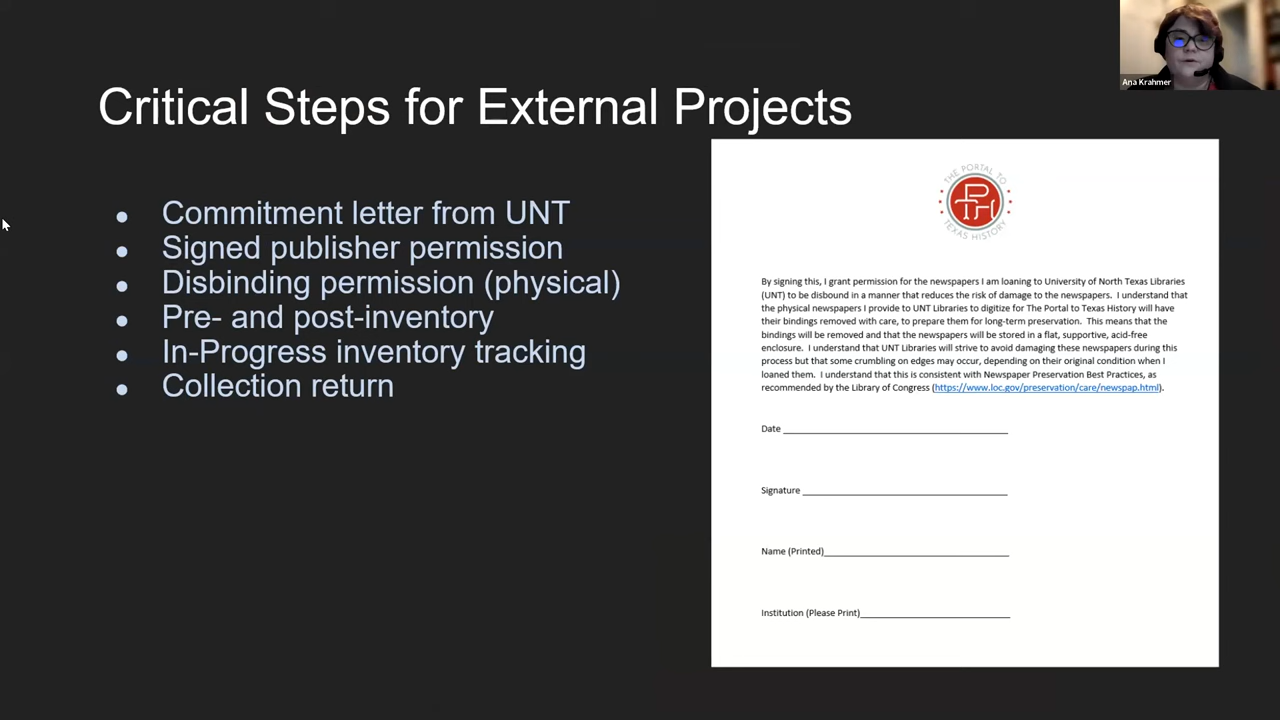 Ana Krahmer
Critical Steps for External Projects
● Commitment letter from UNT
● Signed publisher permission
● Disbinding permission (physical)
● Pre- and post-inventory
● In-Progress inventory tracking
● Collection return
THE PORTAL TO
PTH
TEXAS HISTORY
By signing this, I grant permission for the newspapers I am loaning to University of North Texas Libraries
(UNT) to be disbound in a manner that reduces the risk of damage to the newspapers. I understand that
the physical newspapers I provide to UNT Libraries to digitize for The Portal to Texas History will have
their bindings removed with care, to prepare them for long-term preservation. This means that the
bindings will be removed and that the newspapers will be stored in a flat, supportive, acid-free
enclosure. I understand that UNT Libraries will strive to avoid damaging these newspapers during this
process but that some crumbling on edges may occur, depending on their original condition when I
loaned them. I understand that this is consistent with Newspaper Preservation Best Practices, as
recommended by the Library of Congress (https://www.loc.gov/preservation/care/newspap.html).
Date
Signature
Name (Printed)
Institution (Please Print)